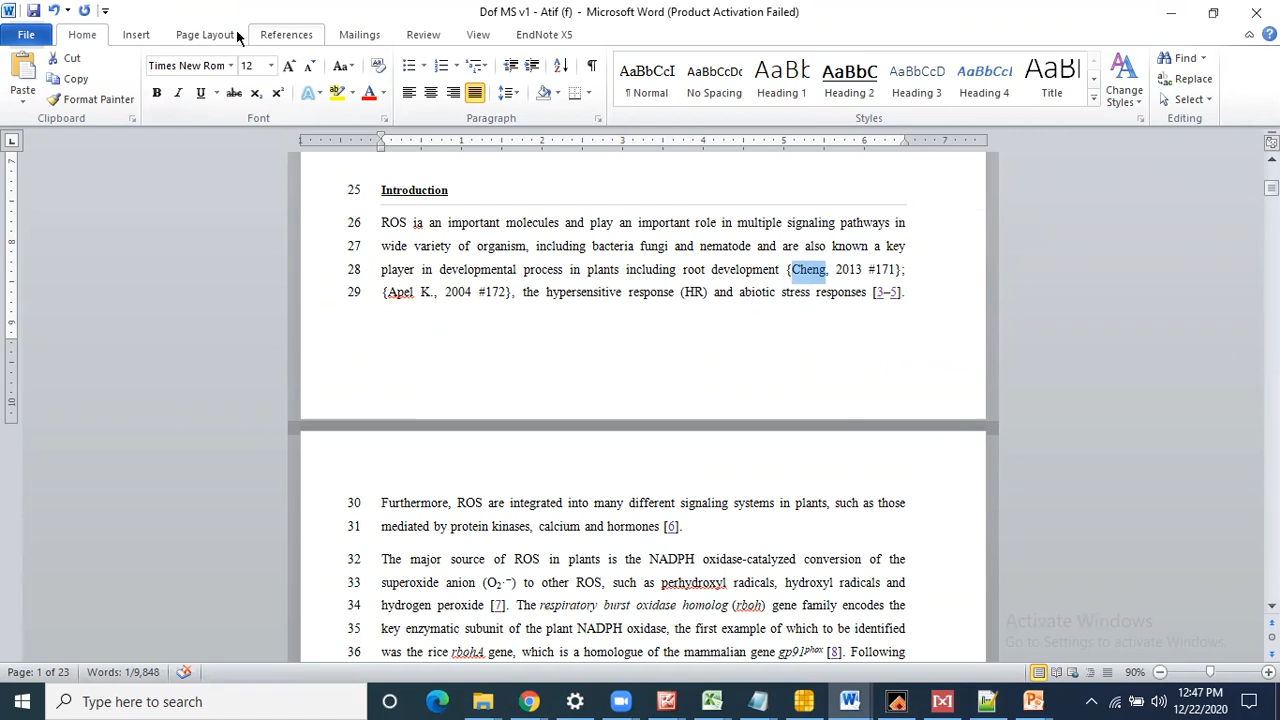 Dof MS v1 - Atif (f) - Microsoft Word (Product Activation Failed)
File Home Insert Page Layout References Mailings Review View EndNote X5
Paste Cut Copy Format Painter
Times New Rom 12
AaBbCcI AaBbCcDc AaBbC AaBbC AaBbCcDd AaBbCcI AaBl
¶ Normal No Spacing Heading 1 Heading 2 Heading 3 Heading 4 Title
Change Styles
Find Replace Select
Clipboard Font Paragraph Styles Editing
1 1 2 3 4 5 6 7
25 Introduction
26 ROS ia an important molecules and play an important role in multiple signaling pathways in
27 wide variety of organism, including bacteria fungi and nematode and are also known a key
28 player in developmental process in plants including root development {Cheng, 2013 #171};
29 {Apel K., 2004 #172}, the hypersensitive response (HR) and abiotic stress responses [3–5].
30 Furthermore, ROS are integrated into many different signaling systems in plants, such as those
31 mediated by protein kinases, calcium and hormones [6].
32 The major source of ROS in plants is the NADPH oxidase-catalyzed conversion of the
33 superoxide anion (O₂·⁻) to other ROS, such as perhydroxyl radicals, hydroxyl radicals and
34 hydrogen peroxide [7]. The respiratory burst oxidase homolog (rboh) gene family encodes the
35 key enzymatic subunit of the plant NADPH oxidase, the first example of which to be identified
36 was the rice rbohA gene, which is a homologue of the mammalian gene gp91phox [8]. Following
Activate Windows
Go to Settings to activate Windows.
Page: 1 of 23 Words: 1/9,848 90%
Type here to search
12:47 PM
12/22/2020